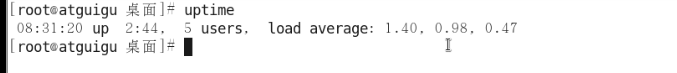 [root@atguigu 桌面]# uptime
 08:31:20 up  2:44,  5 users,  load average: 1.40, 0.98, 0.47
[root@atguigu 桌面]#